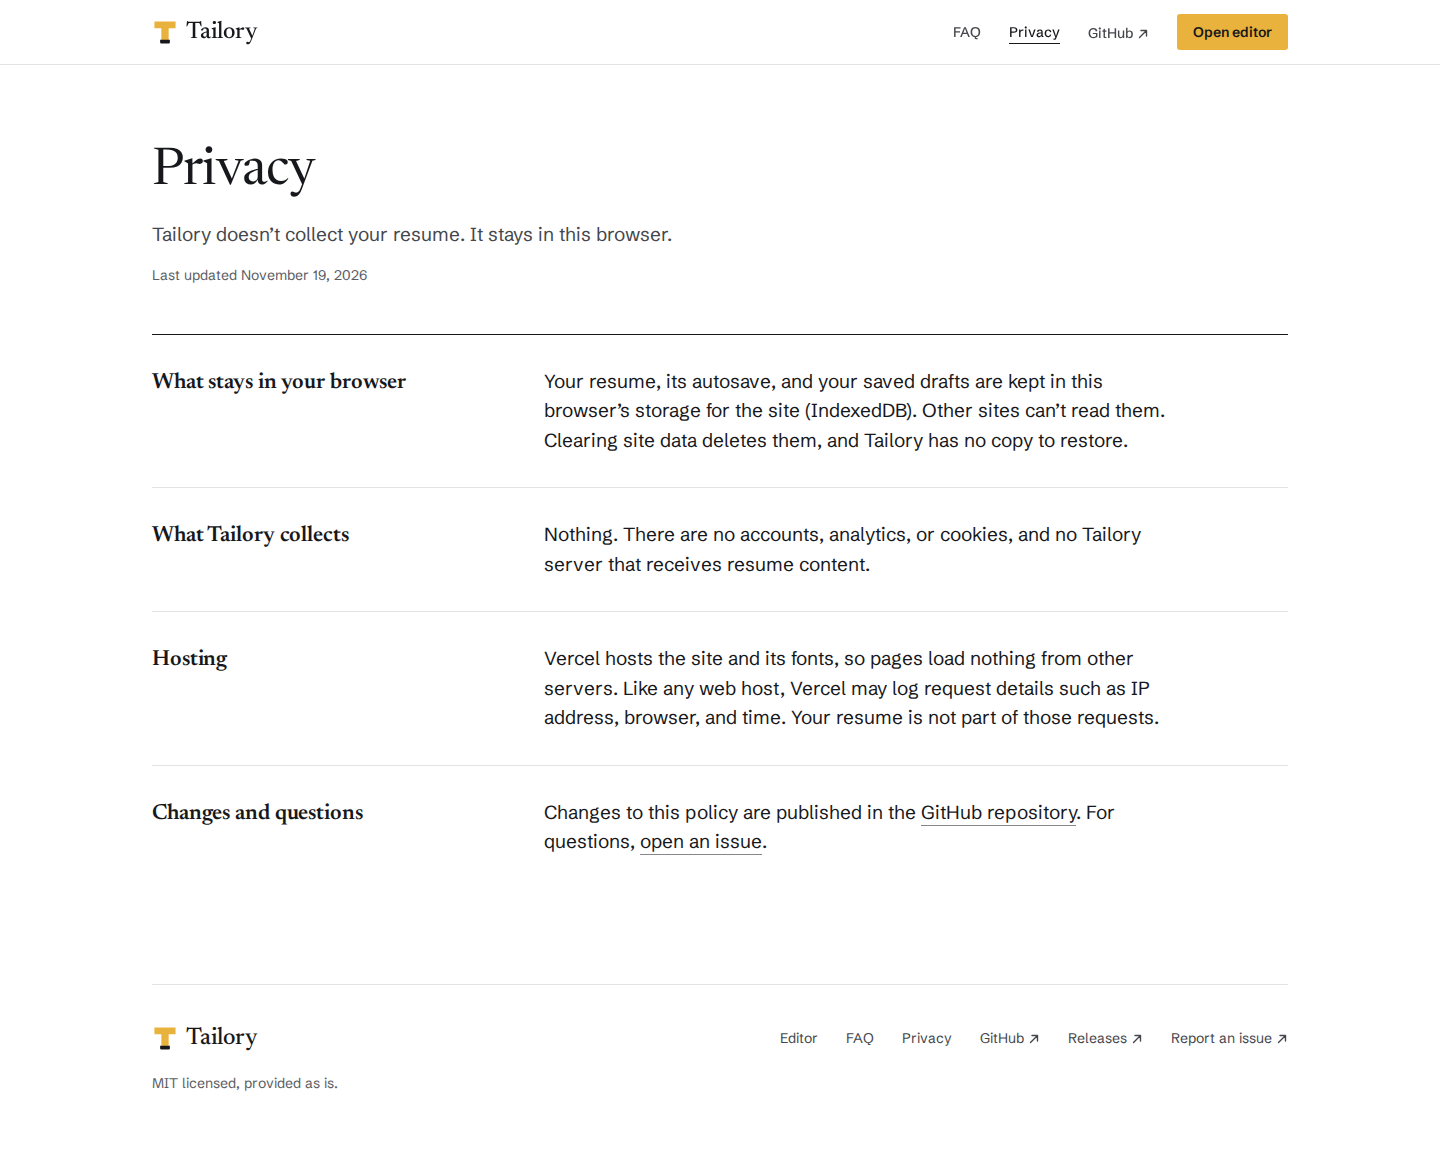 Tailory
FAQ Privacy GitHub ↗ Open editor
Privacy
Tailory doesn’t collect your resume. It stays in this browser.
Last updated November 19, 2026
What stays in your browser
Your resume, its autosave, and your saved drafts are kept in this
browser’s storage for the site (IndexedDB). Other sites can’t read them.
Clearing site data deletes them, and Tailory has no copy to restore.
What Tailory collects
Nothing. There are no accounts, analytics, or cookies, and no Tailory
server that receives resume content.
Hosting
Vercel hosts the site and its fonts, so pages load nothing from other
servers. Like any web host, Vercel may log request details such as IP
address, browser, and time. Your resume is not part of those requests.
Changes and questions
Changes to this policy are published in the GitHub repository. For
questions, open an issue.
Tailory
Editor FAQ Privacy GitHub ↗ Releases ↗ Report an issue ↗
MIT licensed, provided as is.